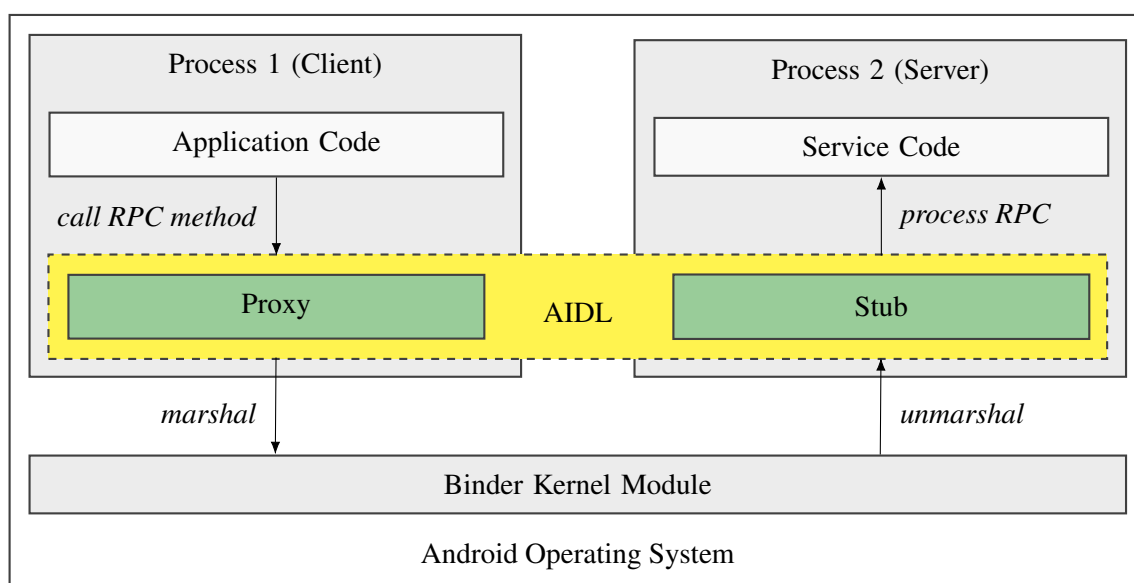 Process 1 (Client)
Process 2 (Server)
Application Code
Service Code
call RPC method
process RPC
Proxy
AIDL
Stub
marshal
unmarshal
Binder Kernel Module
Android Operating System